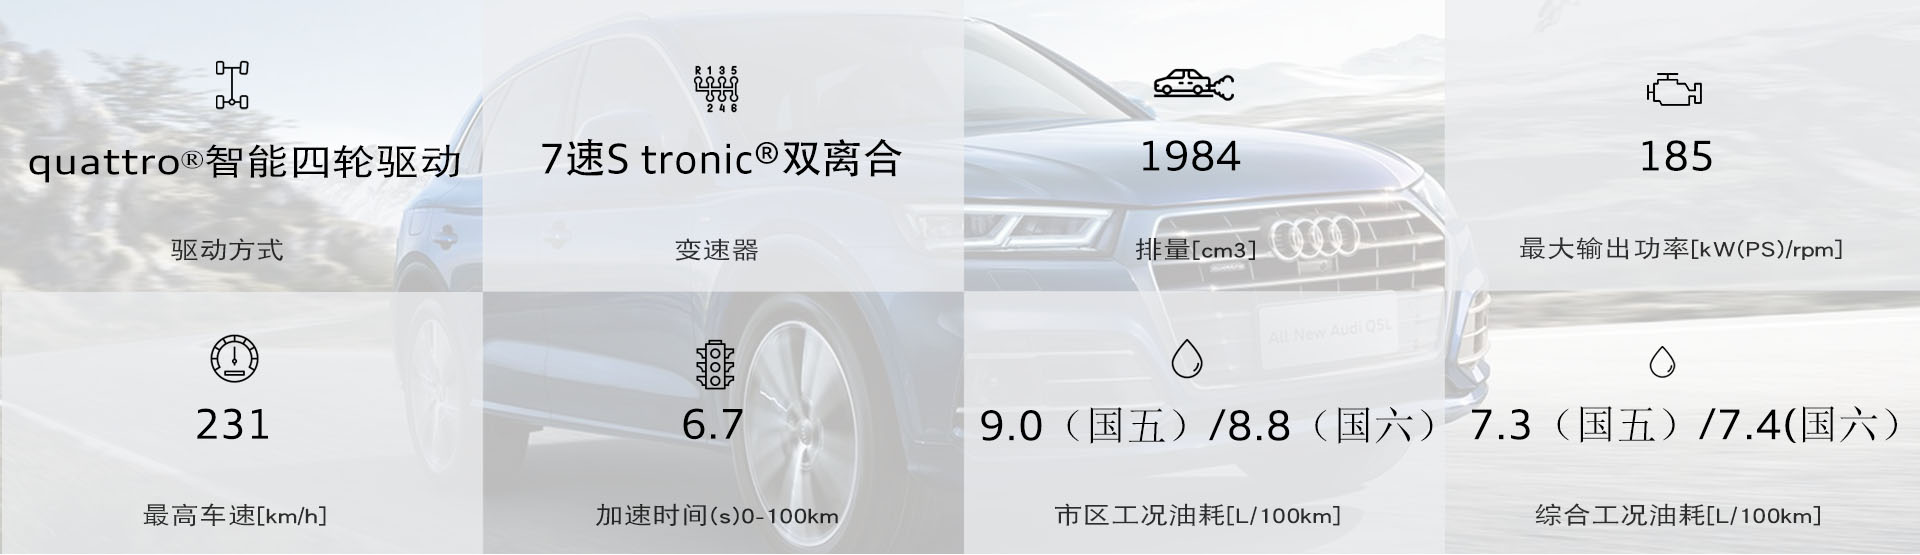 R 1 3 5
2 4 6
quattro®智能四轮驱动
驱动方式
7速S tronic®双离合
变速器
1984
排量[cm3]
185
最大输出功率[kW(PS)/rpm]
231
最高车速[km/h]
6.7
加速时间(s)0-100km
9.0（国五）/8.8（国六）
市区工况油耗[L/100km]
7.3（国五）/7.4(国六）
综合工况油耗[L/100km]
All New Audi Q5L